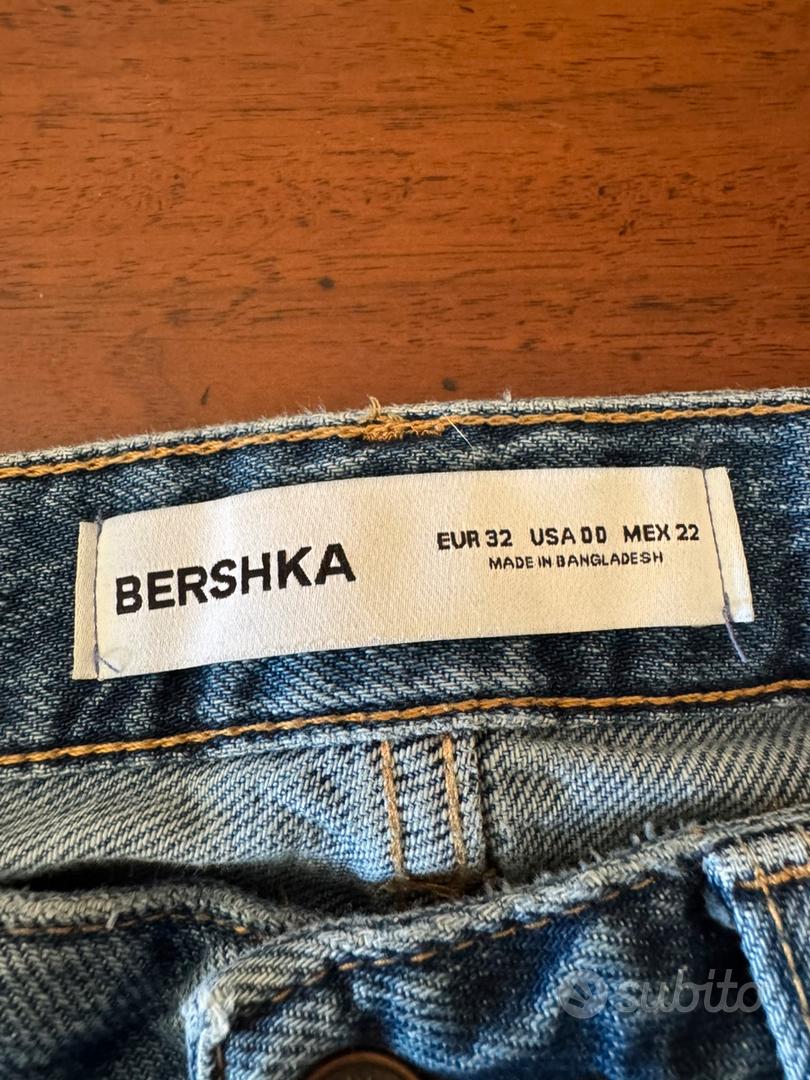 BERSHKA
EUR 32 USA 00 MEX 22
MADE IN BANGLADESH
subito